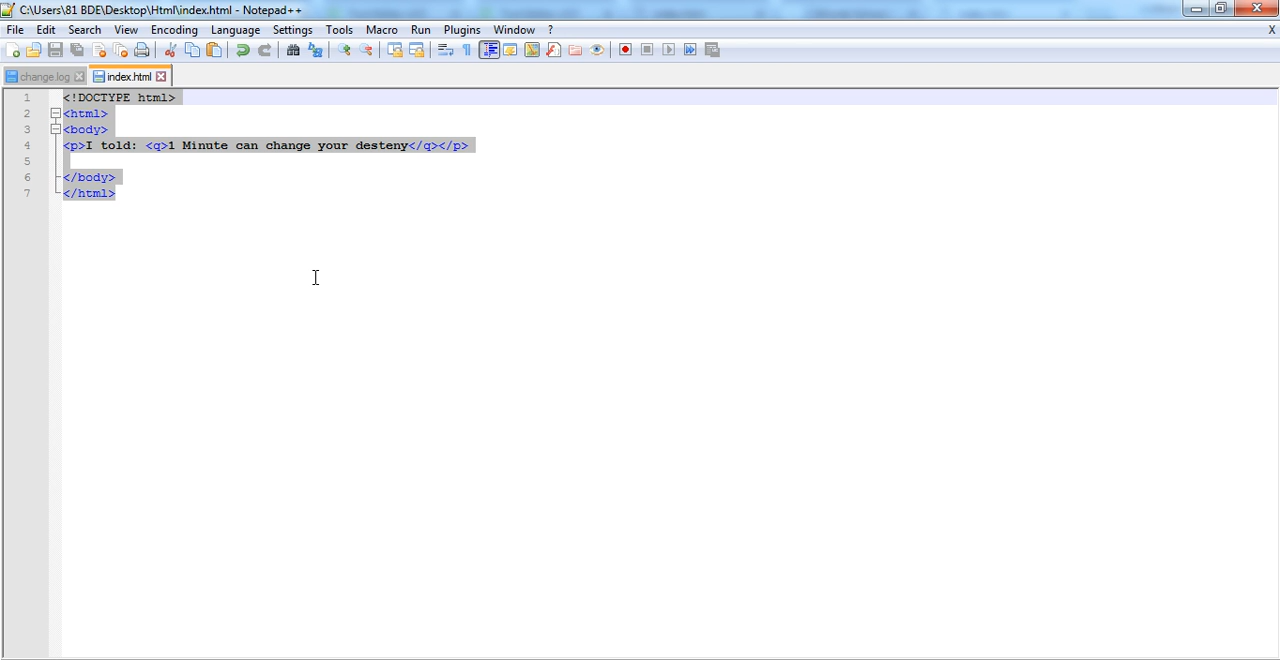 C:\Users\81 BDE\Desktop\Html\index.html - Notepad++
File Edit Search View Encoding Language Settings Tools Macro Run Plugins Window ? X
change.log index.html
1 <!DOCTYPE html>
2 <html>
3 <body>
4 <p>I told: <q>1 Minute can change your desteny</q></p>
5
6 </body>
7 </html>